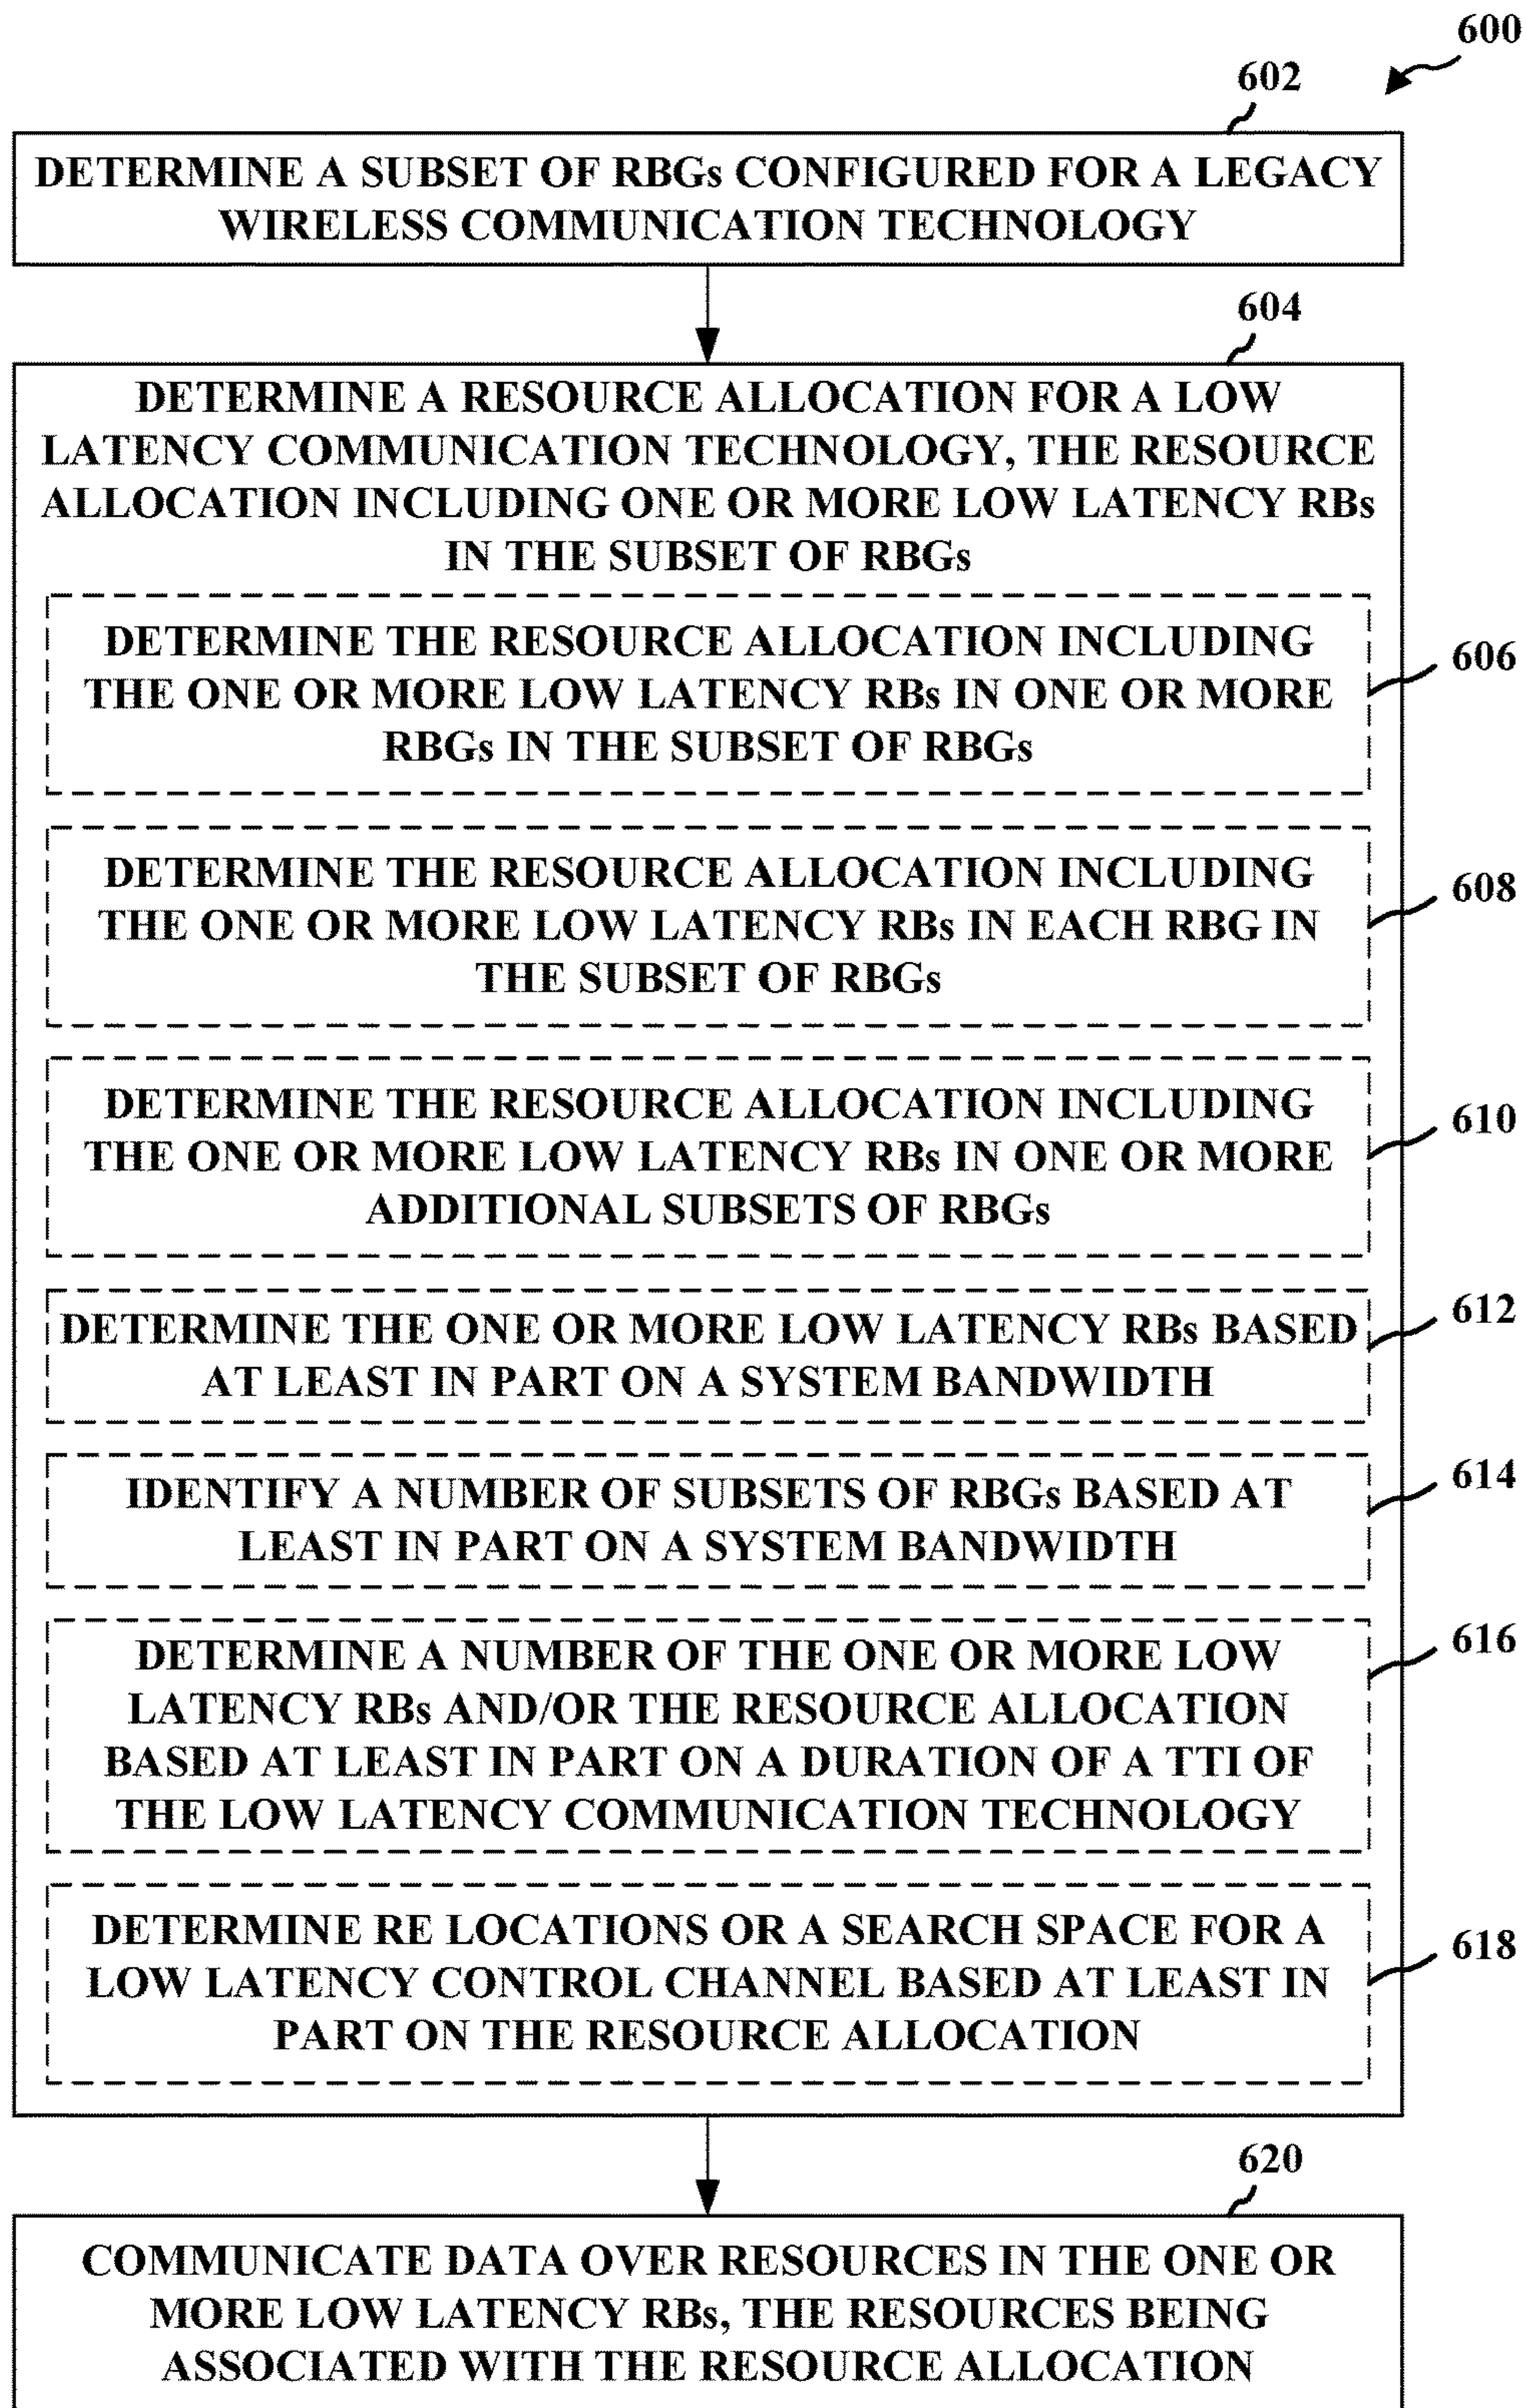 600
602
DETERMINE A SUBSET OF RBGs CONFIGURED FOR A LEGACY
WIRELESS COMMUNICATION TECHNOLOGY
604
DETERMINE A RESOURCE ALLOCATION FOR A LOW
LATENCY COMMUNICATION TECHNOLOGY, THE RESOURCE
ALLOCATION INCLUDING ONE OR MORE LOW LATENCY RBs
IN THE SUBSET OF RBGs
DETERMINE THE RESOURCE ALLOCATION INCLUDING
THE ONE OR MORE LOW LATENCY RBs IN ONE OR MORE
RBGs IN THE SUBSET OF RBGs
606
DETERMINE THE RESOURCE ALLOCATION INCLUDING
THE ONE OR MORE LOW LATENCY RBs IN EACH RBG IN
THE SUBSET OF RBGs
608
DETERMINE THE RESOURCE ALLOCATION INCLUDING
THE ONE OR MORE LOW LATENCY RBs IN ONE OR MORE
ADDITIONAL SUBSETS OF RBGs
610
DETERMINE THE ONE OR MORE LOW LATENCY RBs BASED
AT LEAST IN PART ON A SYSTEM BANDWIDTH
612
IDENTIFY A NUMBER OF SUBSETS OF RBGs BASED AT
LEAST IN PART ON A SYSTEM BANDWIDTH
614
DETERMINE A NUMBER OF THE ONE OR MORE LOW
LATENCY RBs AND/OR THE RESOURCE ALLOCATION
BASED AT LEAST IN PART ON A DURATION OF A TTI OF
THE LOW LATENCY COMMUNICATION TECHNOLOGY
616
DETERMINE RE LOCATIONS OR A SEARCH SPACE FOR A
LOW LATENCY CONTROL CHANNEL BASED AT LEAST IN
PART ON THE RESOURCE ALLOCATION
618
620
COMMUNICATE DATA OVER RESOURCES IN THE ONE OR
MORE LOW LATENCY RBs, THE RESOURCES BEING
ASSOCIATED WITH THE RESOURCE ALLOCATION